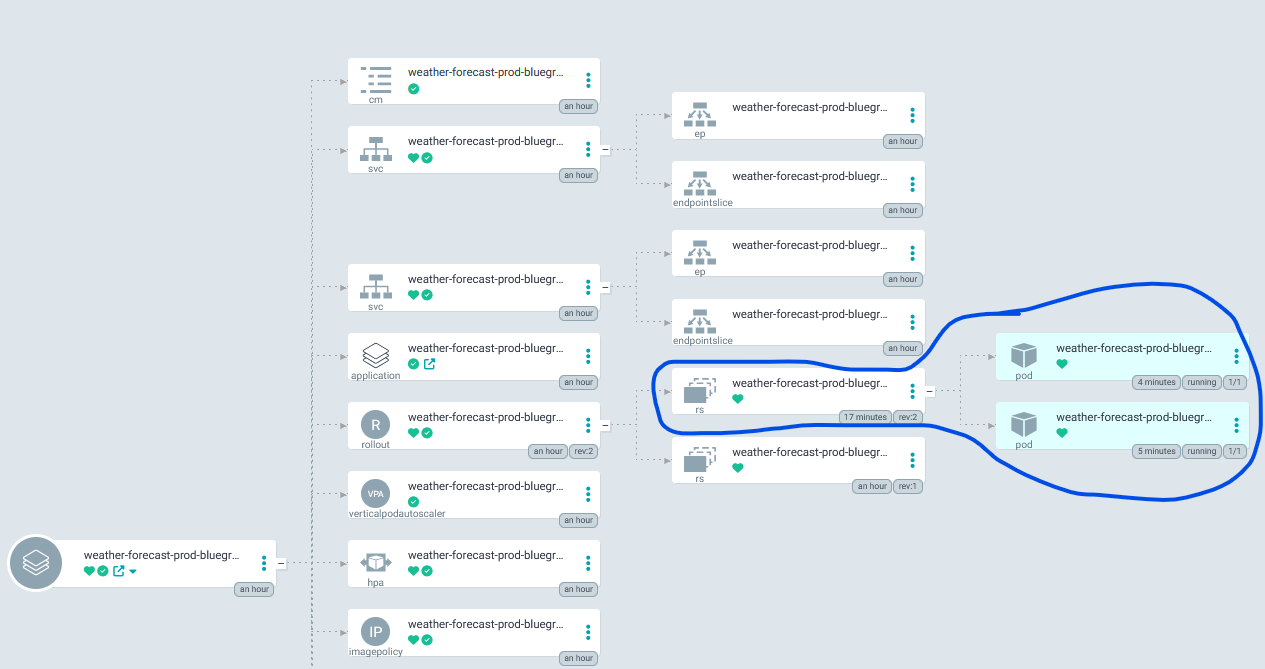 weather-forecast-prod-bluegr...
cm
an hour
weather-forecast-prod-bluegr...
svc
an hour
weather-forecast-prod-bluegr...
ep
an hour
weather-forecast-prod-bluegr...
endpointslice
an hour
weather-forecast-prod-bluegr...
svc
an hour
weather-forecast-prod-bluegr...
ep
an hour
weather-forecast-prod-bluegr...
endpointslice
an hour
weather-forecast-prod-bluegr...
application
an hour
weather-forecast-prod-bluegr...
R
rollout
an hour rev:2
weather-forecast-prod-bluegr...
rs
17 minutes rev:2
weather-forecast-prod-bluegr...
pod
4 minutes running 1/1
weather-forecast-prod-bluegr...
pod
5 minutes running 1/1
weather-forecast-prod-bluegr...
rs
an hour rev:1
weather-forecast-prod-bluegr...
VPA
verticalpodautoscaler
an hour
weather-forecast-prod-bluegr...
an hour
weather-forecast-prod-bluegr...
hpa
an hour
weather-forecast-prod-bluegr...
IP
imagepolicy
an hour